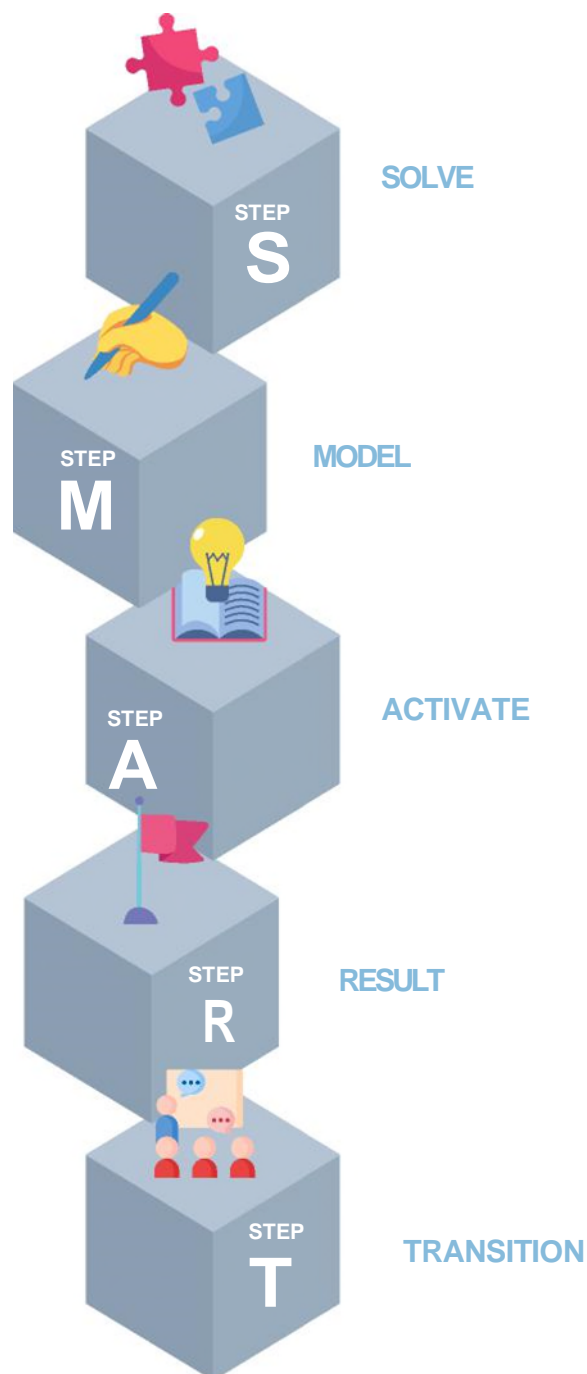 STEP
S
SOLVE
STEP
M
MODEL
STEP
A
ACTIVATE
STEP
R
RESULT
STEP
T
TRANSITION